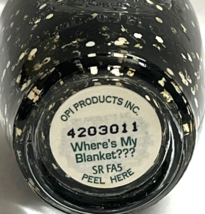 OPI PRODUCTS INC.
4203011
Where's My
Blanket???
SR FA5
PEEL HERE